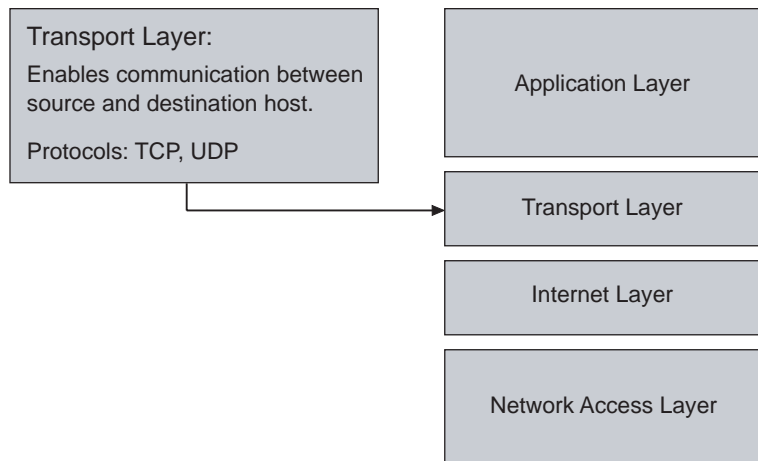 Transport Layer:
Enables communication between
source and destination host.
Protocols: TCP, UDP
Application Layer
Transport Layer
Internet Layer
Network Access Layer